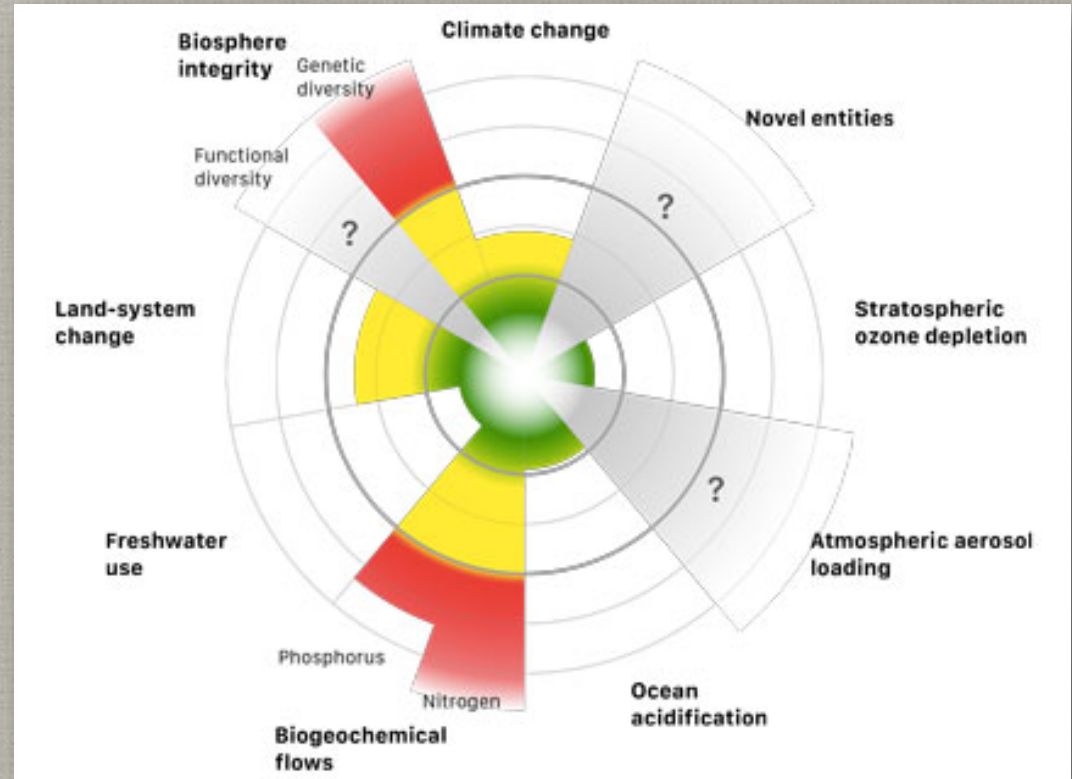 Climate change
Biosphere
integrity
Genetic
diversity
Novel entities
Functional
diversity
?
?
Land-system
change
Stratospheric
ozone depletion
?
Freshwater
use
Atmospheric aerosol
loading
Phosphorus
Nitrogen
Ocean
acidification
Biogeochemical
flows